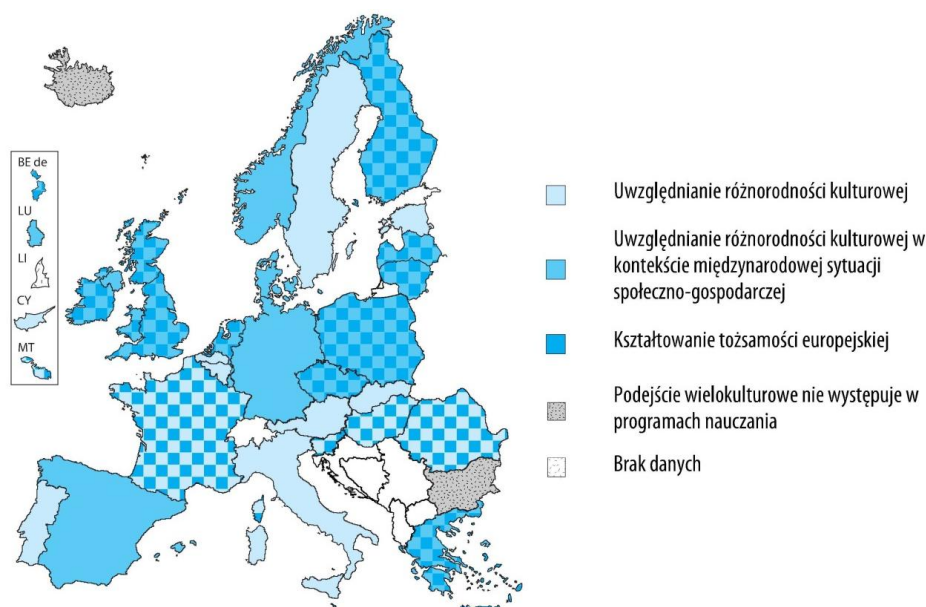 BE de
LU
LI
CY
MT
Uwzględnianie różnorodności kulturowej
Uwzględnianie różnorodności kulturowej w
kontekście międzynarodowej sytuacji
społeczno-gospodarczej
Kształtowanie tożsamości europejskiej
Podejście wielokulturowe nie występuje w
programach nauczania
Brak danych